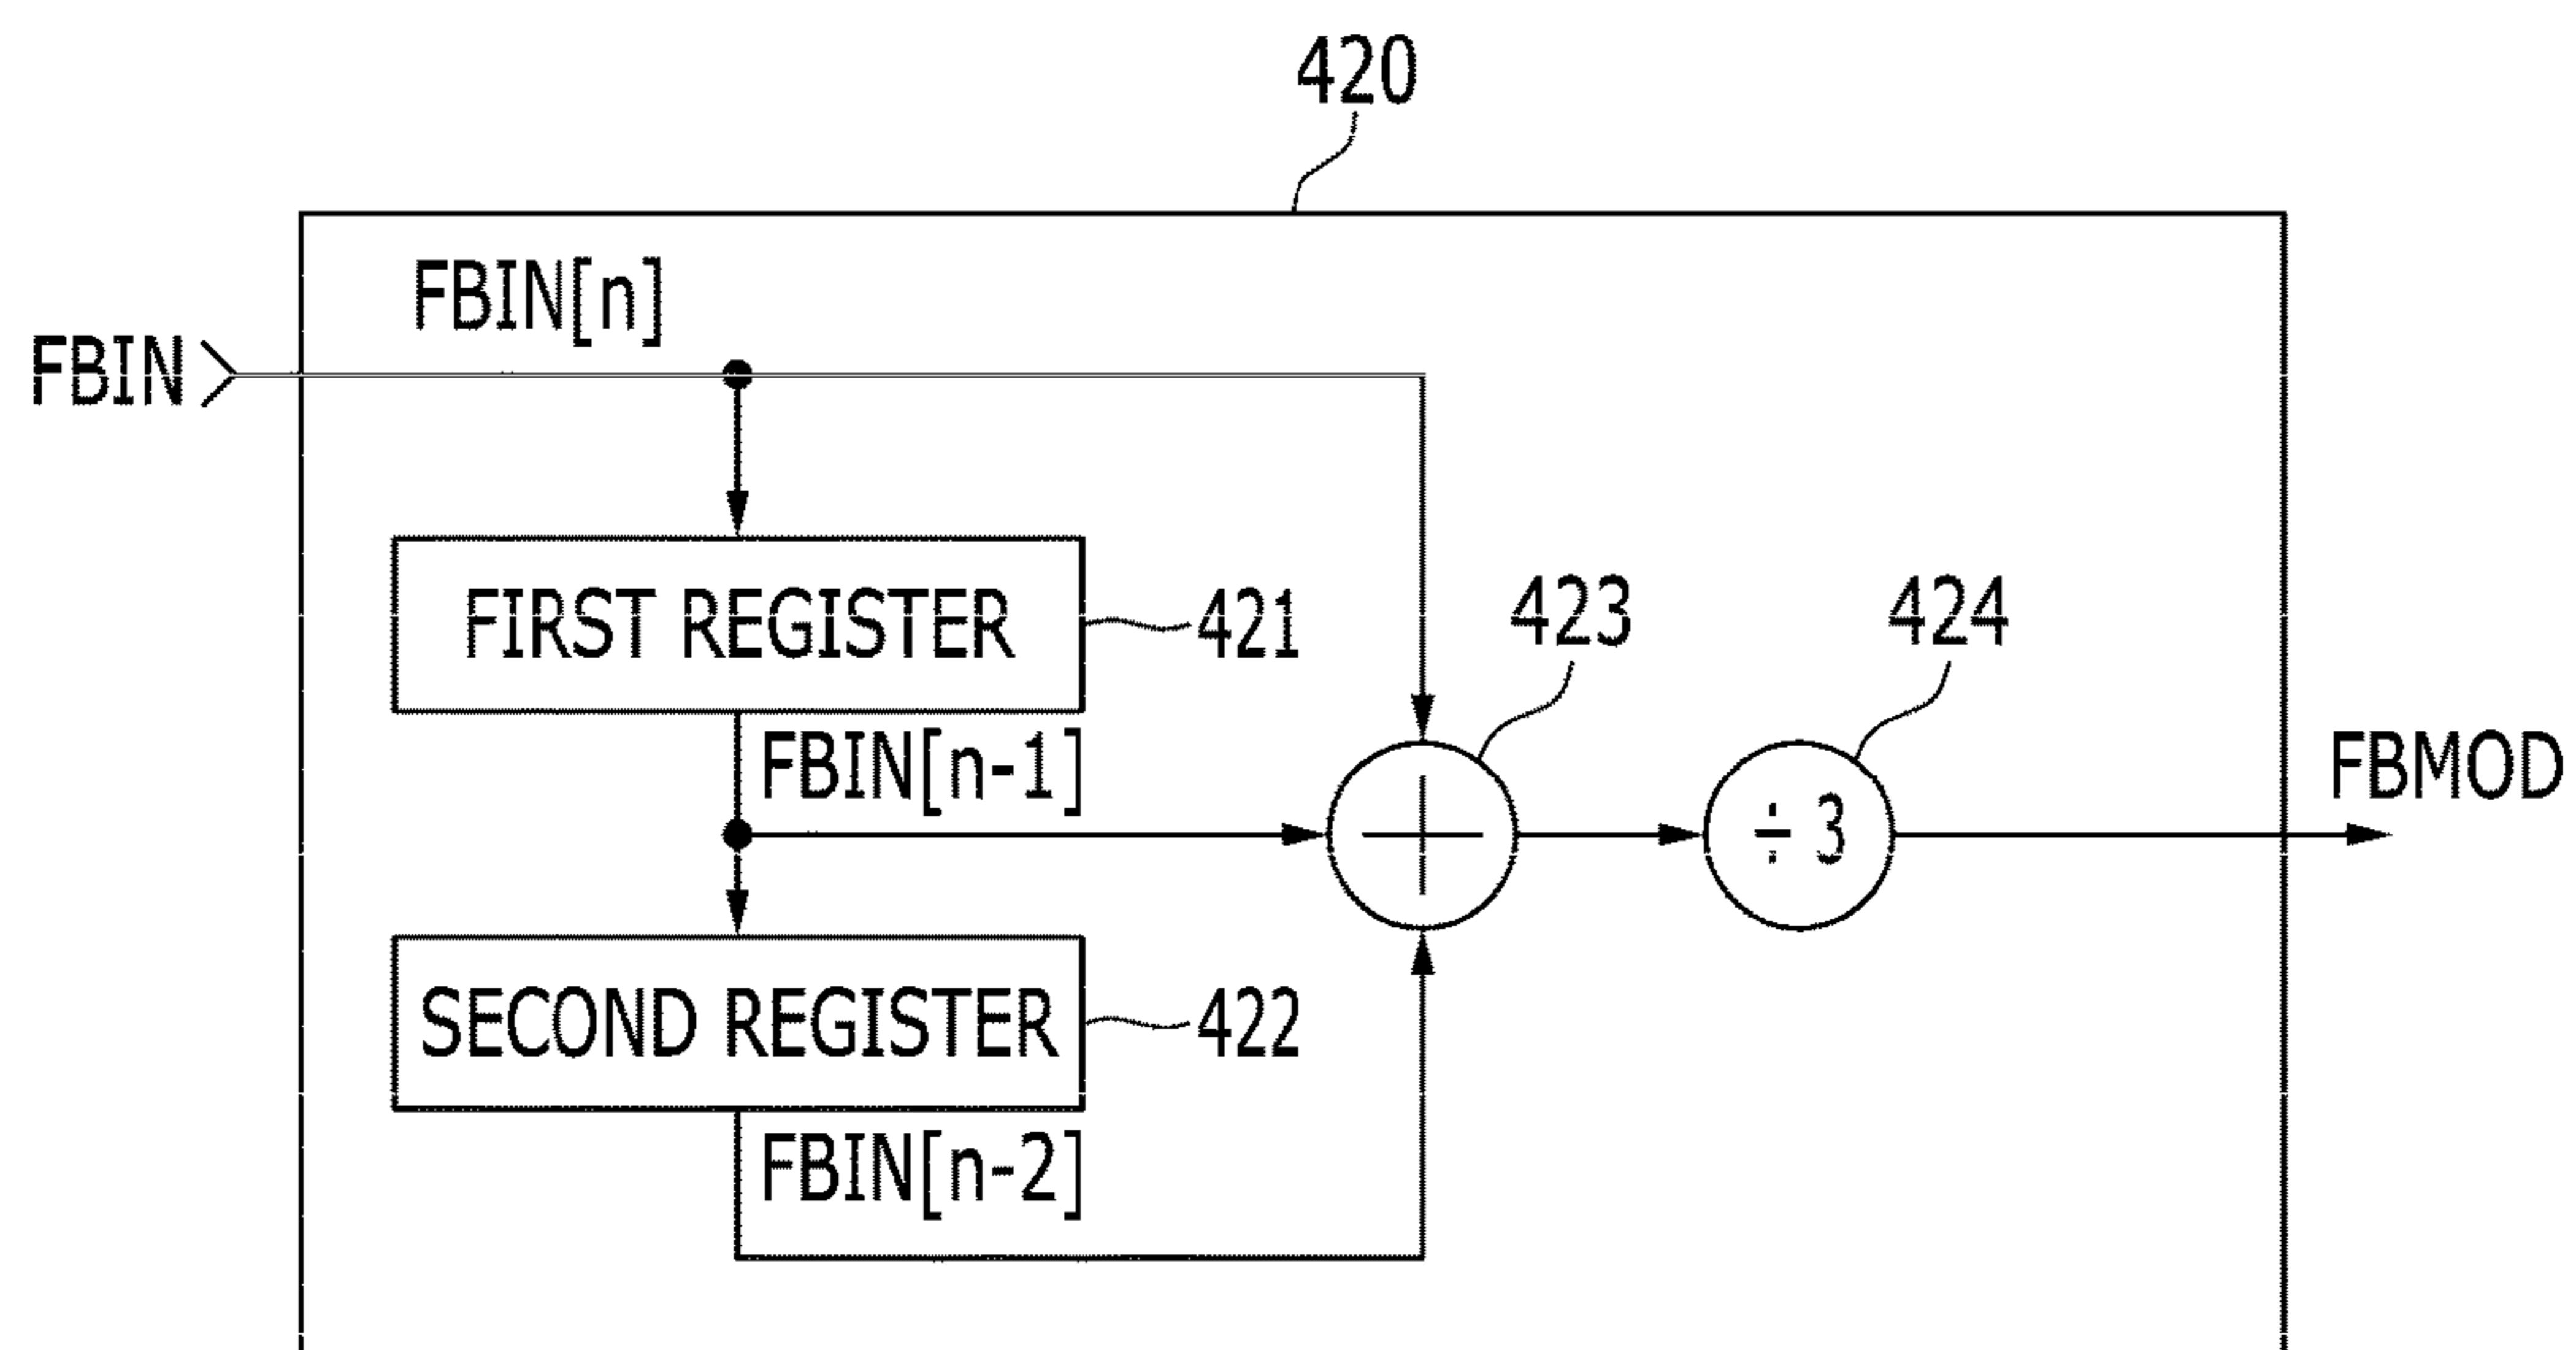 420
FBIN[n]
FBIN
FIRST REGISTER
421
423
424
FBIN[n-1]
FBMOD
÷ 3
SECOND REGISTER
422
FBIN[n-2]